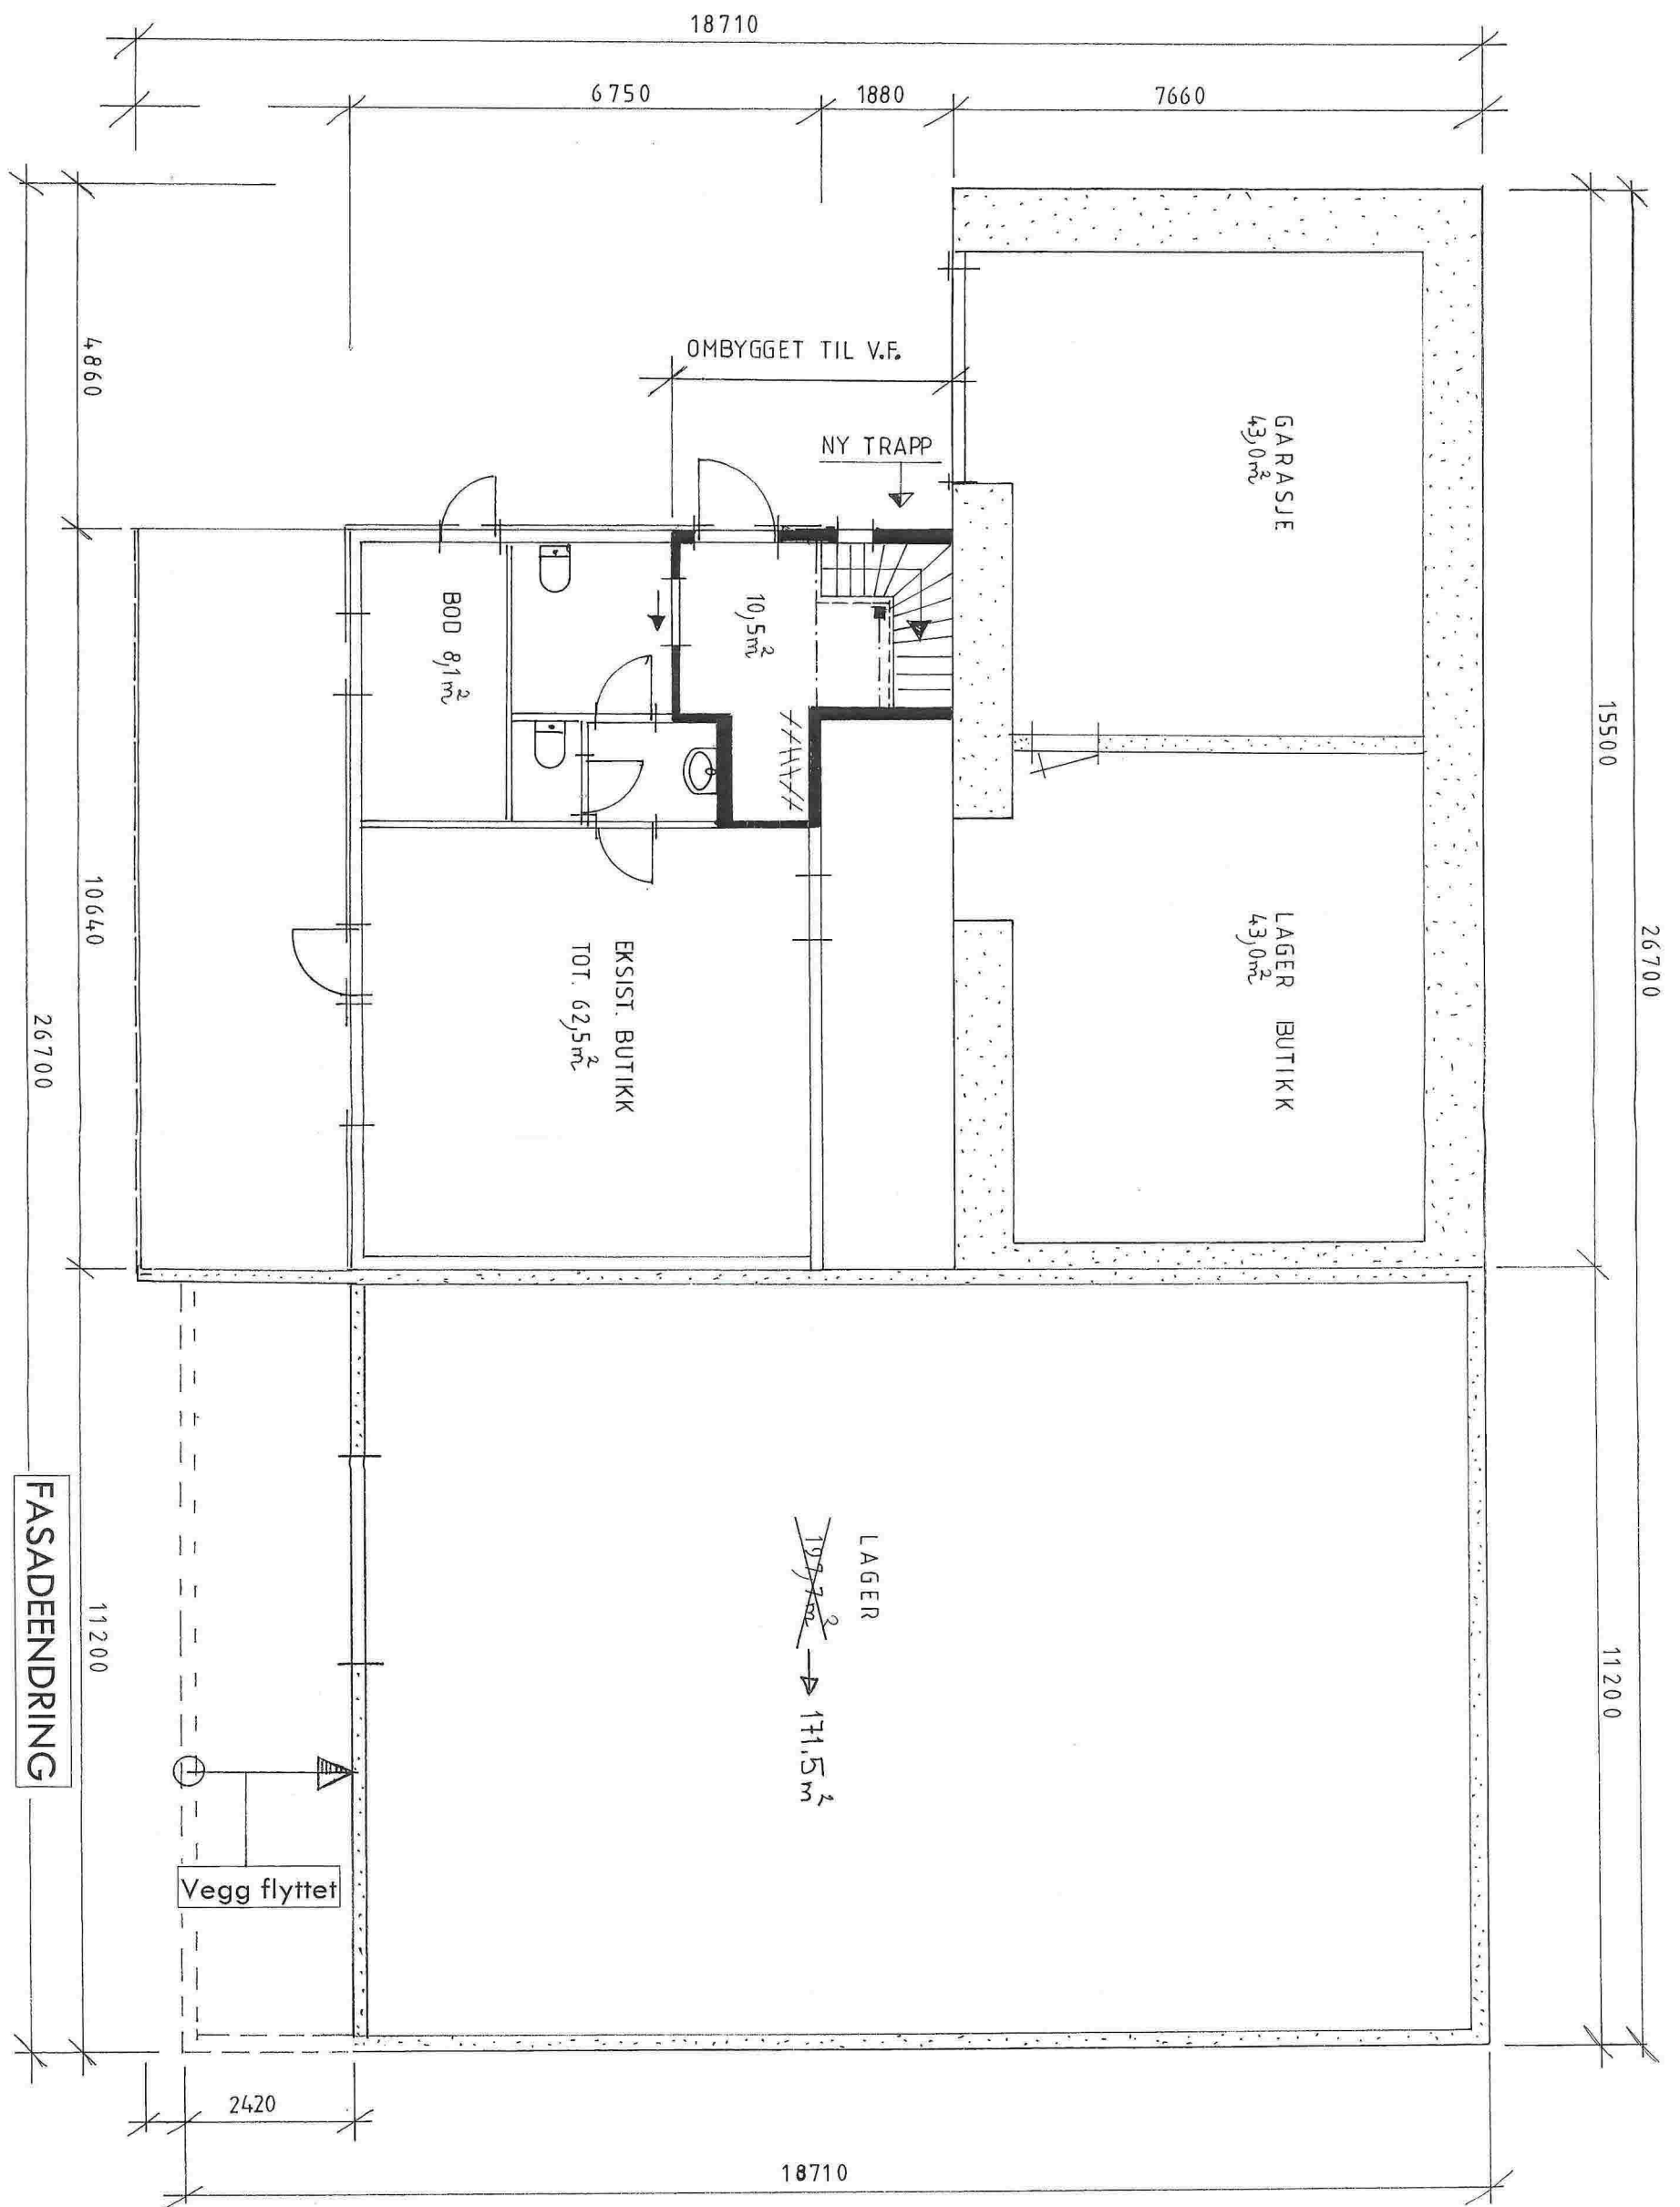 18710
6750
1880
7660
4860
10640
11200
26700
15500
11200
26700
OMBYGGET TIL V.F.
NY TRAPP
GARASJE
43,0m²
10,5m²
BOD 8,1m²
LAGER BUTIKK
43,0m²
EKSIST. BUTIKK
TOT. 62,5m²
LAGER
197,7m² → 171.5m²
Vegg flyttet
FASADEENDRING
2420
18710